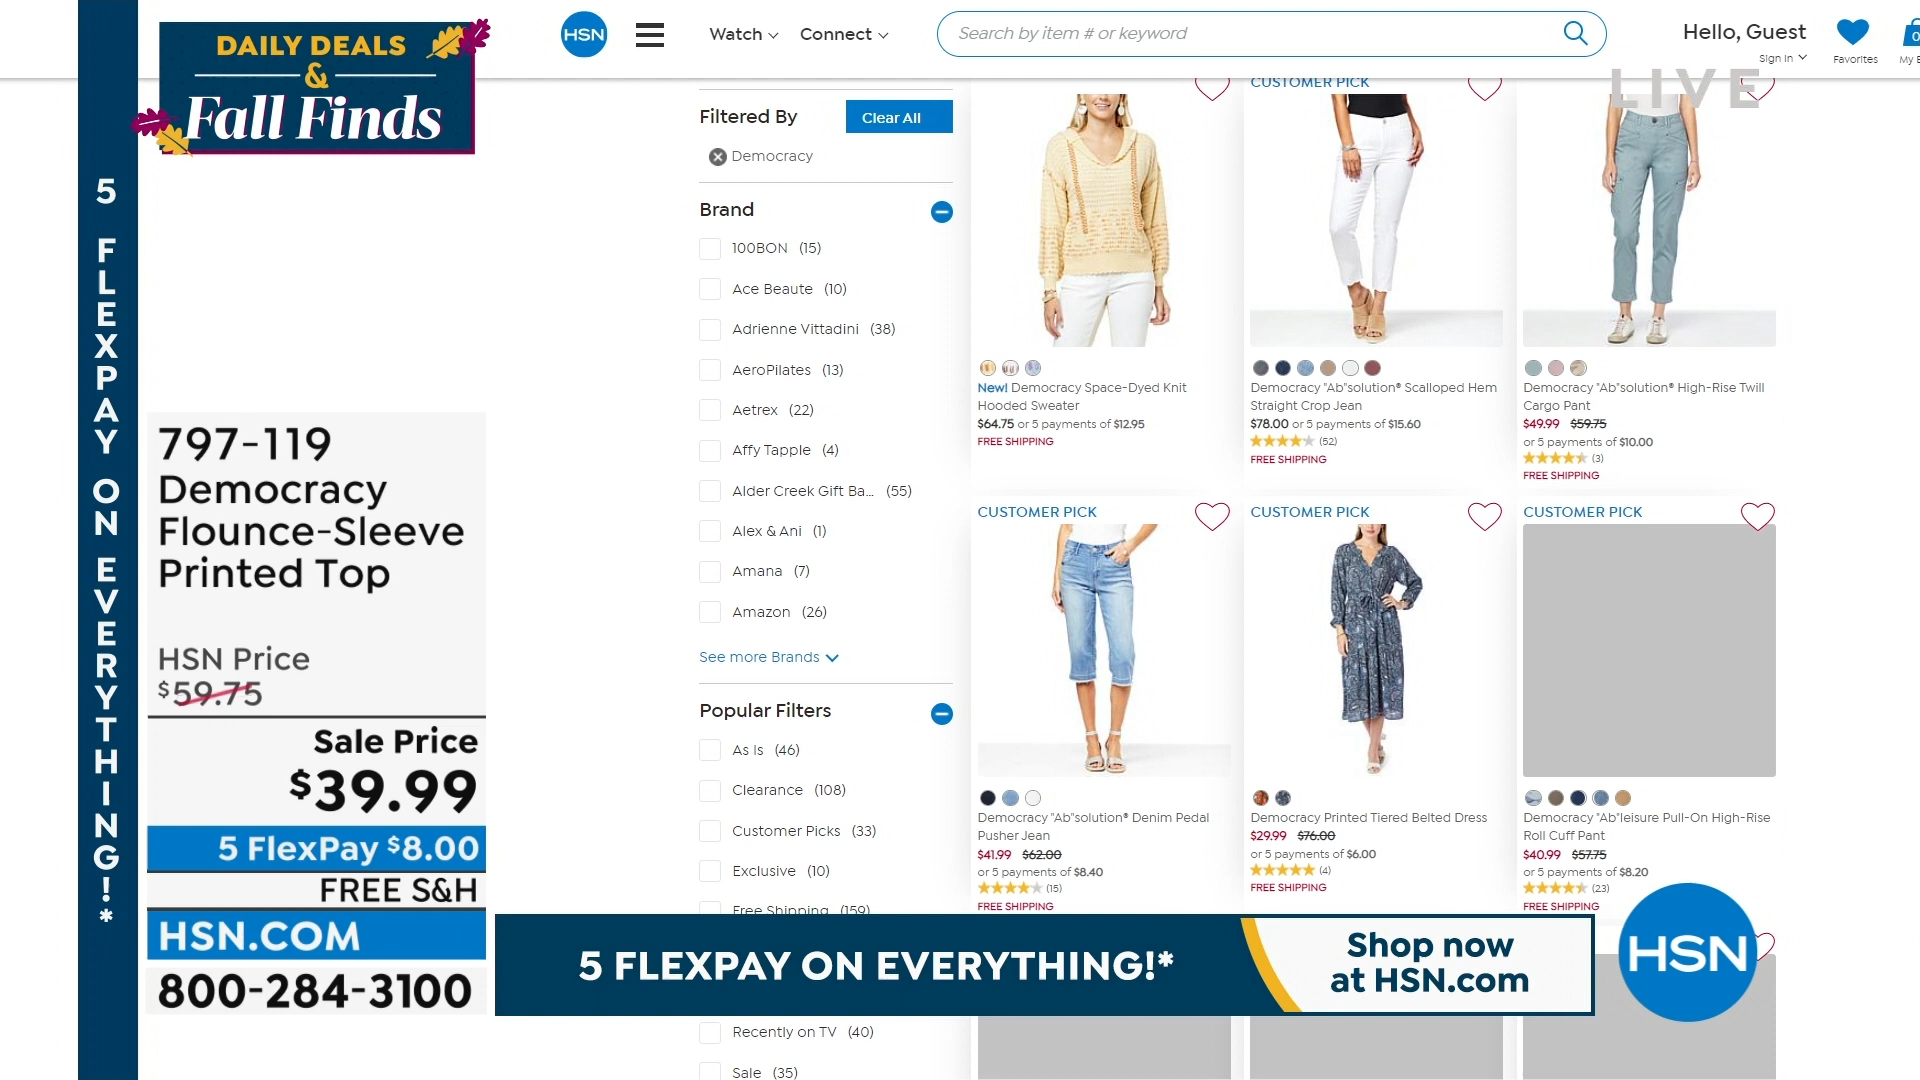 DAILY DEALS
&
Fall Finds
5 FLEXPAY ON EVERYTHING!*
797-119
Democracy
Flounce-Sleeve
Printed Top
HSN Price
$59.75
Sale Price
$39.99
5 FlexPay $8.00
FREE S&H
HSN.COM
800-284-3100
HSN
Watch
Connect
Search by item # or keyword
Hello, Guest
Sign In
Favorites
0
LIVE
Filtered By
Clear All
Democracy
Brand
100BON (15)
Ace Beaute (10)
Adrienne Vittadini (38)
AeroPilates (13)
Aetrex (22)
Affy Tapple (4)
Alder Creek Gift Ba... (55)
Alex & Ani (1)
Amana (7)
Amazon (26)
See more Brands
Popular Filters
As Is (46)
Clearance (108)
Customer Picks (33)
Exclusive (10)
Free Shipping (159)
Recently on TV (40)
Sale (35)
New! Democracy Space-Dyed Knit
Hooded Sweater
$64.75 or 5 payments of $12.95
FREE SHIPPING
CUSTOMER PICK
Democracy "Ab"solution® Scalloped Hem
Straight Crop Jean
$78.00 or 5 payments of $15.60
(52)
FREE SHIPPING
Democracy "Ab"solution® High-Rise Twill
Cargo Pant
$49.99 $59.75
or 5 payments of $10.00
(3)
FREE SHIPPING
CUSTOMER PICK
Democracy "Ab"solution® Denim Pedal
Pusher Jean
$41.99 $62.00
or 5 payments of $8.40
(15)
FREE SHIPPING
CUSTOMER PICK
Democracy Printed Tiered Belted Dress
$29.99 $76.00
or 5 payments of $6.00
(4)
FREE SHIPPING
CUSTOMER PICK
Democracy "Ab"leisure Pull-On High-Rise
Roll Cuff Pant
$40.99 $57.75
or 5 payments of $8.20
(23)
FREE SHIPPING
5 FLEXPAY ON EVERYTHING!*
Shop now
at HSN.com
HSN